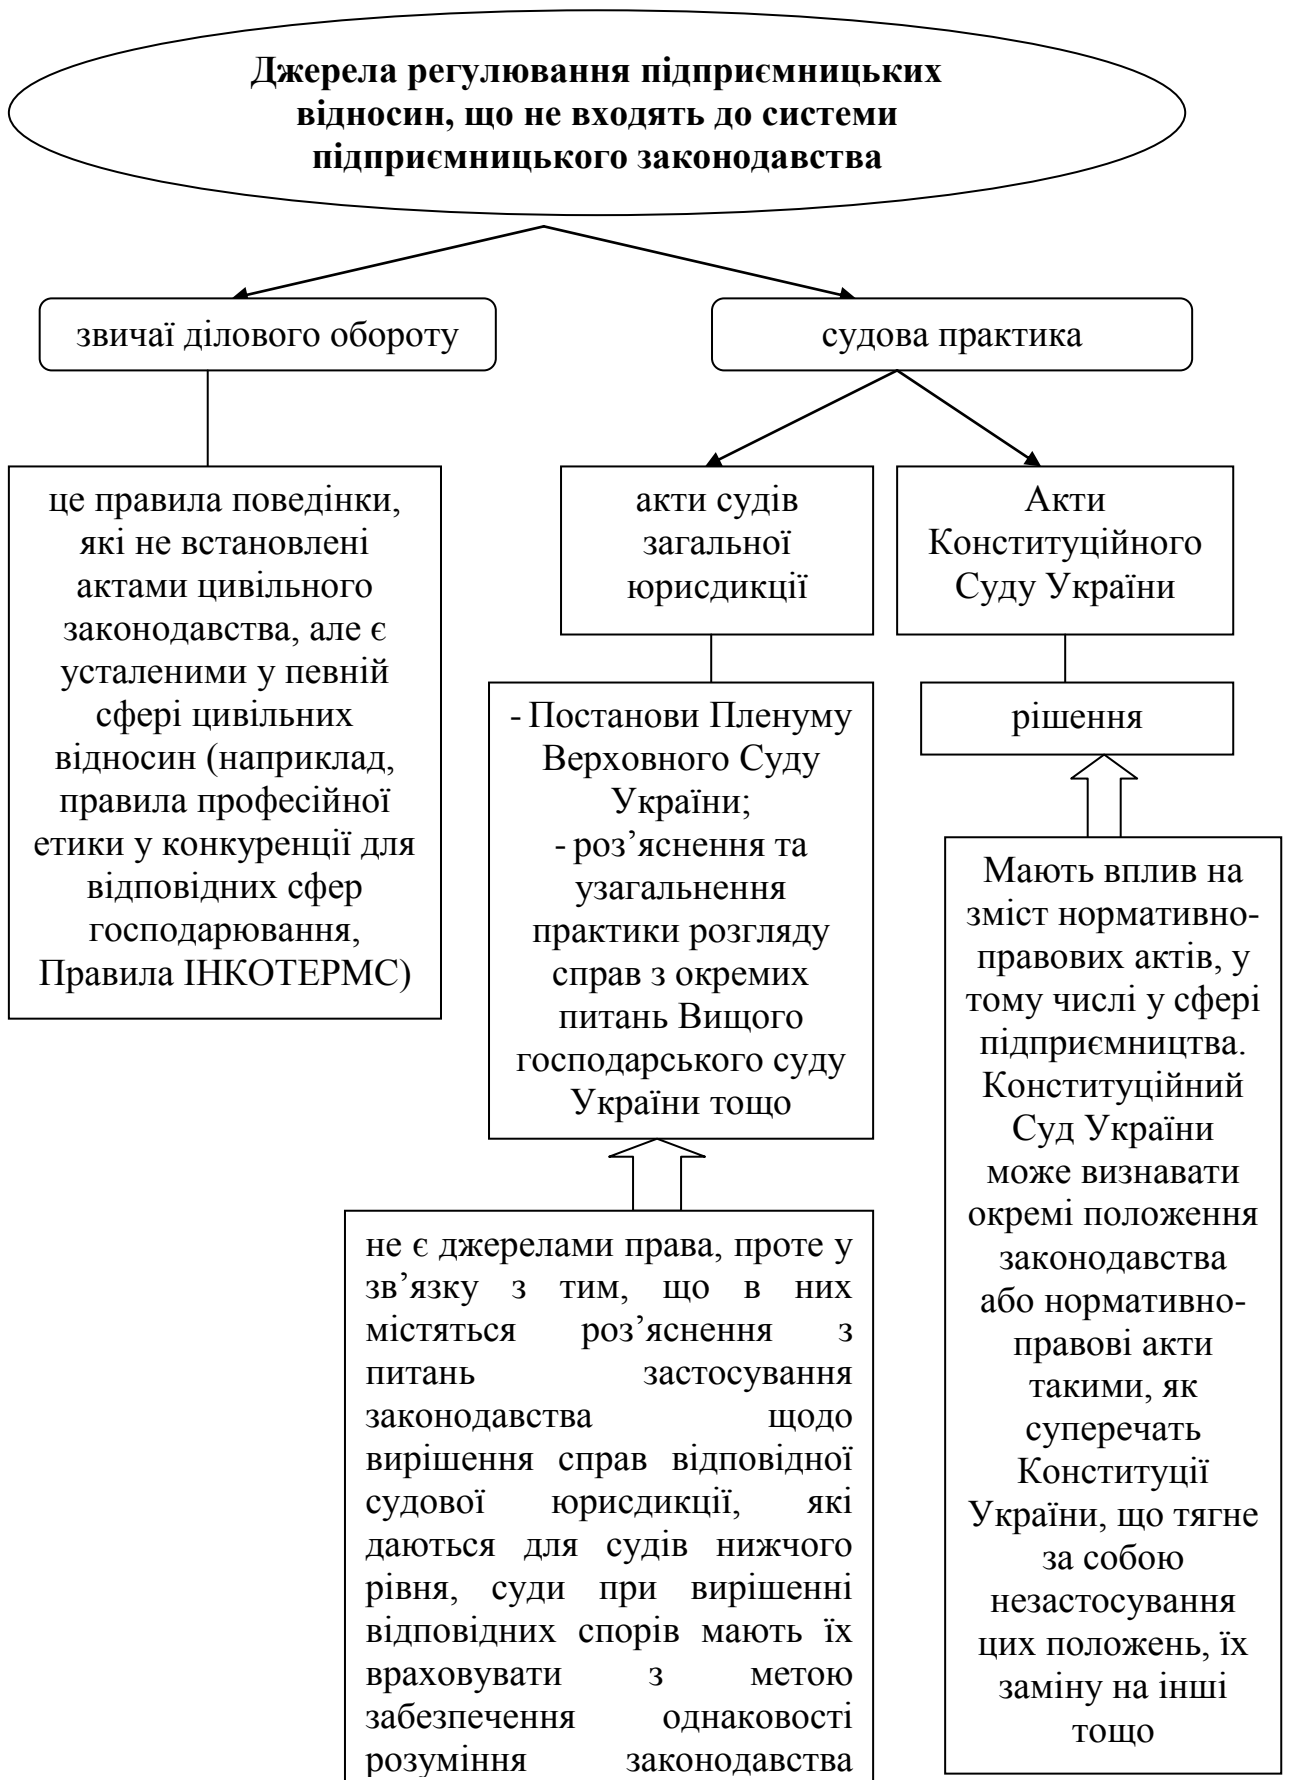 Джерела регулювання підприємницьких
відносин, що не входять до системи
підприємницького законодавства
звичаї ділового обороту
судова практика
це правила поведінки,
які не встановлені
актами цивільного
законодавства, але є
усталеними у певній
сфері цивільних
відносин (наприклад,
правила професійної
етики у конкуренції для
відповідних сфер
господарювання,
Правила ІНКОТЕРМС)
акти судів
загальної
юрисдикції
Акти
Конституційного
Суду України
- Постанови Пленуму
Верховного Суду
України;
- роз’яснення та
узагальнення
практики розгляду
справ з окремих
питань Вищого
господарського суду
України тощо
рішення
не є джерелами права, проте у
зв’язку з тим, що в них
містяться роз’яснення з
питань застосування
законодавства щодо
вирішення справ відповідної
судової юрисдикції, які
даються для судів нижчого
рівня, суди при вирішенні
відповідних спорів мають їх
враховувати з метою
забезпечення однаковості
розуміння законодавства
Мають вплив на
зміст нормативно-
правових актів, у
тому числі у сфері
підприємництва.
Конституційний
Суд України
може визнавати
окремі положення
законодавства
або нормативно-
правові акти
такими, як
суперечать
Конституції
України, що тягне
за собою
незастосування
цих положень, їх
заміну на інші
тощо